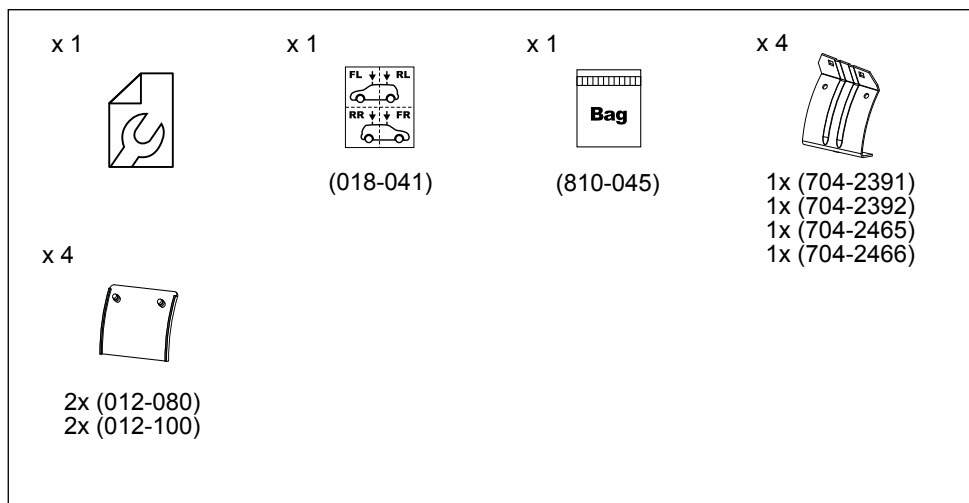 x 1
x 1
x 1
x 4
FL RL
RR FR
Bag
(018-041)
(810-045)
1x (704-2391)
1x (704-2392)
1x (704-2465)
1x (704-2466)
x 4
2x (012-080)
2x (012-100)